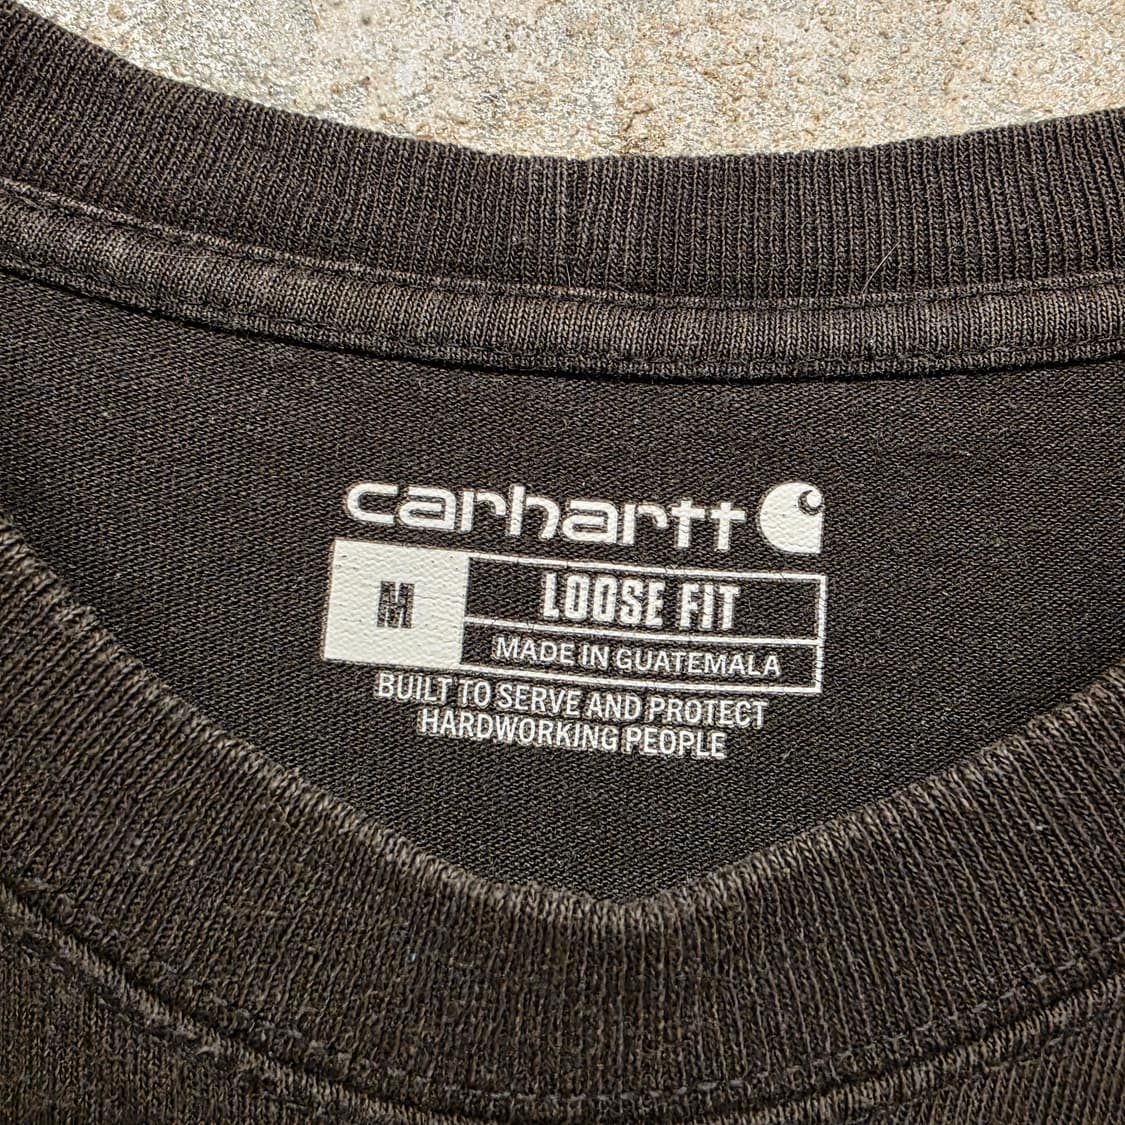 carhartt
M
LOOSE FIT
MADE IN GUATEMALA
BUILT TO SERVE AND PROTECT
HARDWORKING PEOPLE